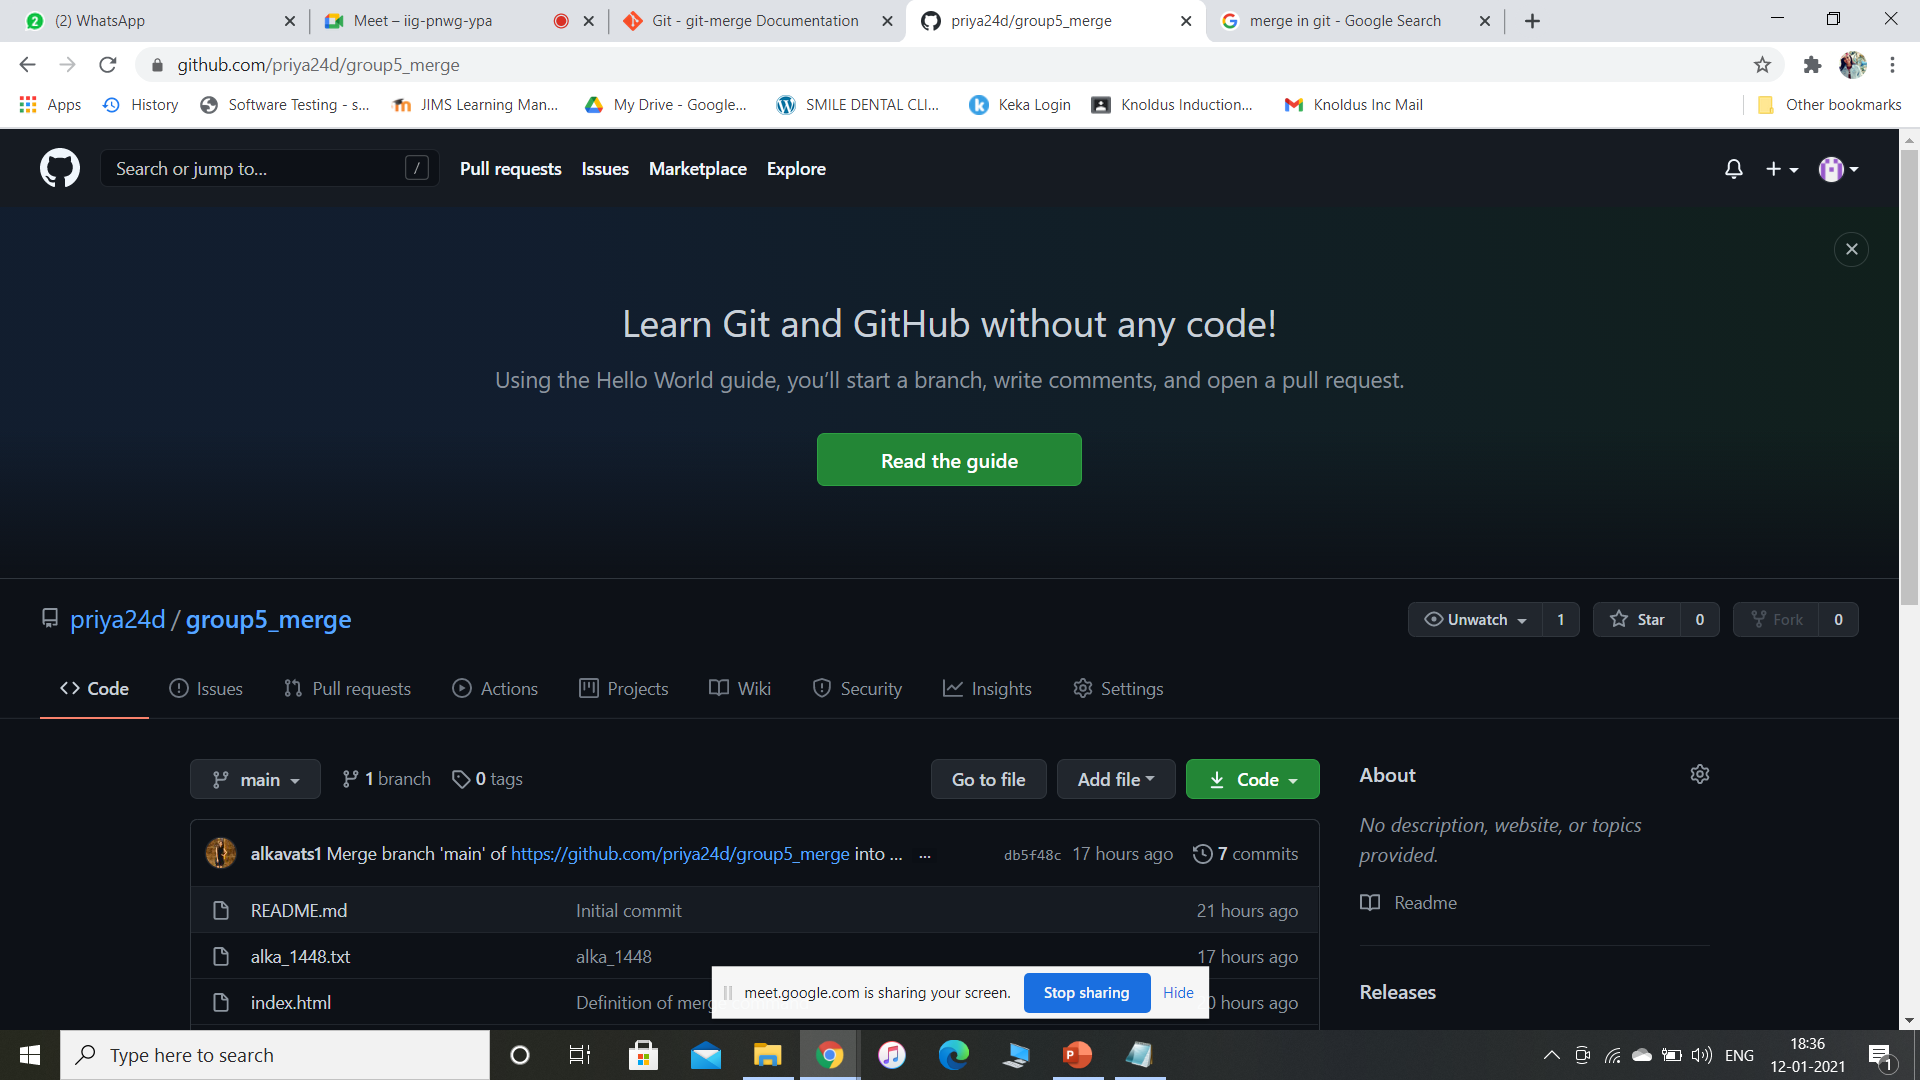 (2) WhatsApp
Meet – iig-pnwg-ypa
Git - git-merge Documentation
priya24d/group5_merge
merge in git - Google Search
github.com/priya24d/group5_merge
Apps
History
Software Testing - s...
JIMS Learning Man...
My Drive - Google...
SMILE DENTAL CLI...
Keka Login
Knoldus Induction...
Knoldus Inc Mail
Other bookmarks
Search or jump to...
/
Pull requests
Issues
Marketplace
Explore
Learn Git and GitHub without any code!
Using the Hello World guide, you’ll start a branch, write comments, and open a pull request.
Read the guide
priya24d / group5_merge
Unwatch 1
Star 0
Fork 0
Code
Issues
Pull requests
Actions
Projects
Wiki
Security
Insights
Settings
main
1 branch
0 tags
Go to file
Add file
Code
alkavats1 Merge branch 'main' of https://github.com/priya24d/group5_merge into ... ...
db5f48c 17 hours ago
7 commits
README.md Initial commit 21 hours ago
alka_1448.txt alka_1448 17 hours ago
index.html Definition of mer 0 hours ago
About
No description, website, or topics
provided.
Readme
Releases
meet.google.com is sharing your screen.
Stop sharing
Hide
Type here to search
ENG
18:36
12-01-2021
1